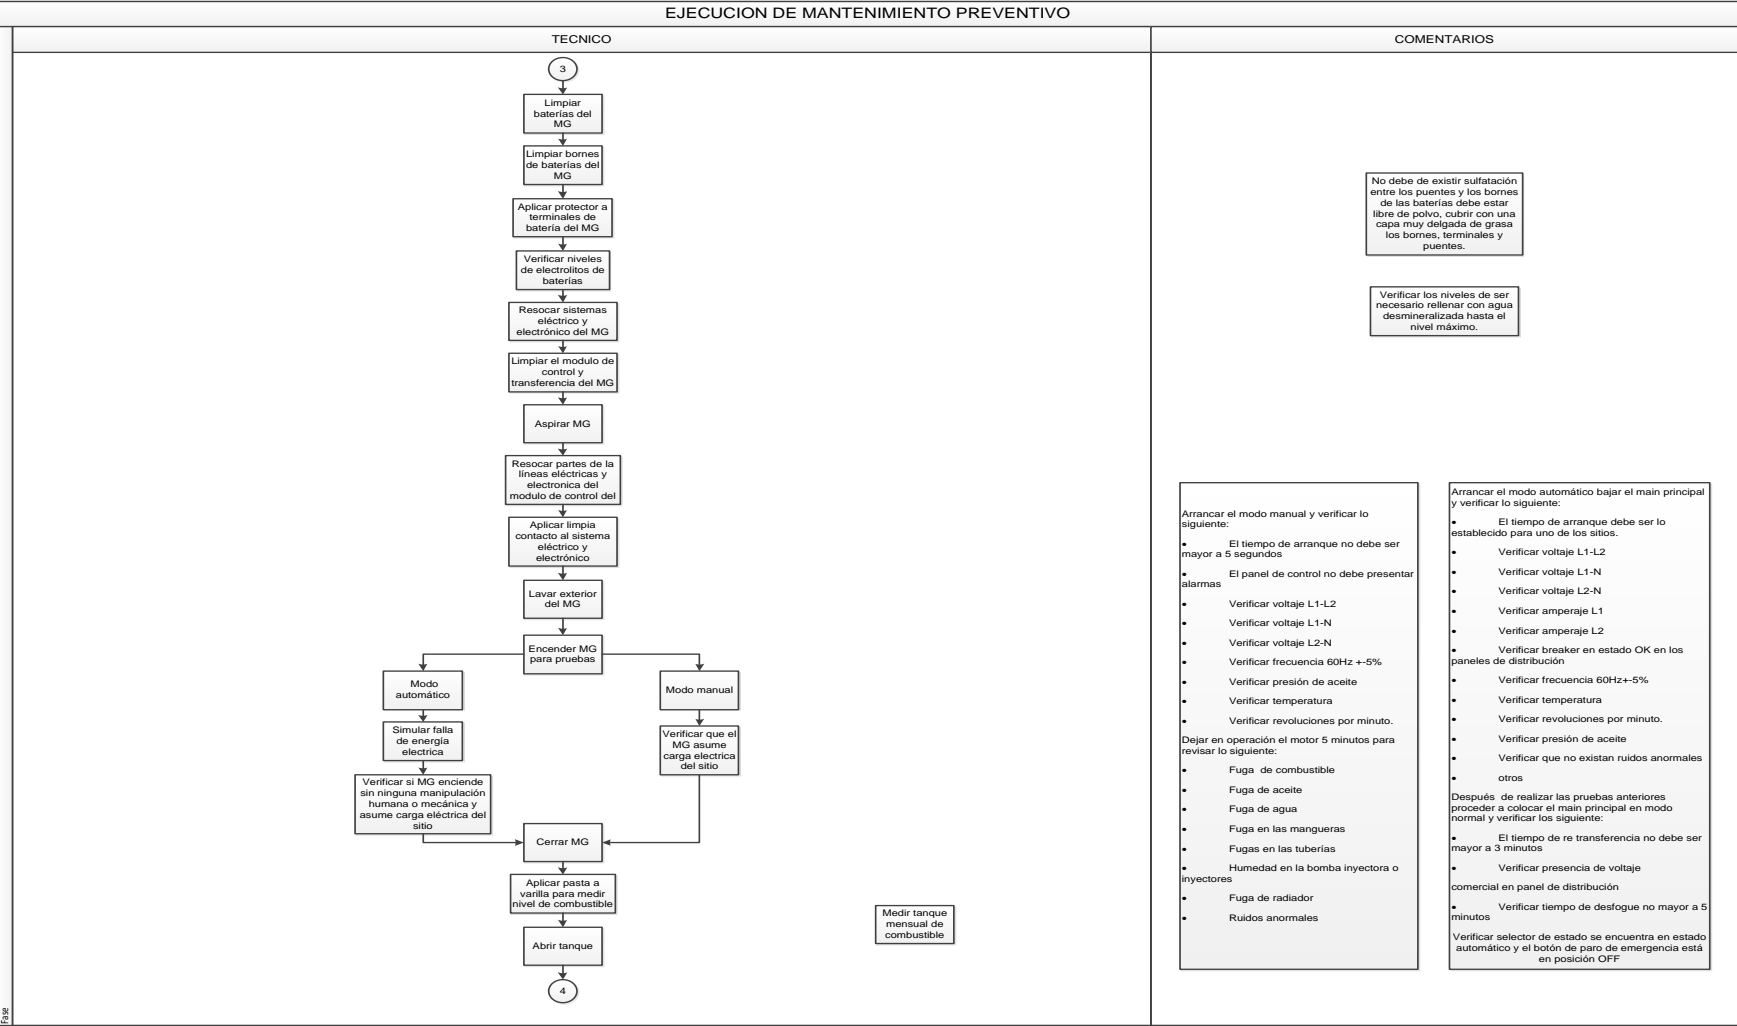 EJECUCION DE MANTENIMIENTO PREVENTIVO
TECNICO
COMENTARIOS
3
Limpiar
baterías del
MG
Limpiar bornes
de baterías del
MG
Aplicar protector a
terminales de
batería del MG
Verificar niveles
de electrolitos de
baterías
Resocar sistemas
eléctrico y
electrónico del MG
Limpiar el modulo de
control y
transferencia del MG
Aspirar MG
Resocar partes de la
líneas eléctricas y
electronica del
modulo de control del
Aplicar limpia
contacto al sistema
eléctrico y
electrónico
Lavar exterior
del MG
Encender MG
para pruebas
Modo
automático
Simular falla
de energía
electrica
Verificar si MG enciende
sin ninguna manipulación
humana o mecánica y
asume carga eléctrica del
sitio
Modo manual
Verificar que el
MG asume
carga electrica
del sitio
Cerrar MG
Aplicar pasta a
varilla para medir
nivel de combustible
Abrir tanque
4
Medir tanque
mensual de
combustible
No debe de existir sulfatación
entre los puentes y los bornes
de las baterías debe estar
libre de polvo, cubrir con una
capa muy delgada de grasa
los bornes, terminales y
puentes.
Verificar los niveles de ser
necesario rellenar con agua
desmineralizada hasta el
nivel máximo.
Arrancar el modo manual y verificar lo
siguiente:
• El tiempo de arranque no debe ser
mayor a 5 segundos
• El panel de control no debe presentar
alarmas
• Verificar voltaje L1-L2
• Verificar voltaje L1-N
• Verificar voltaje L2-N
• Verificar frecuencia 60Hz +-5%
• Verificar presión de aceite
• Verificar temperatura
• Verificar revoluciones por minuto.
Dejar en operación el motor 5 minutos para
revisar lo siguiente:
• Fuga  de combustible
• Fuga de aceite
• Fuga de agua
• Fuga en las mangueras
• Fugas en las tuberías
• Humedad en la bomba inyectora o
inyectores
• Fuga de radiador
• Ruidos anormales
Arrancar el modo automático bajar el main principal
y verificar lo siguiente:
• El tiempo de arranque debe ser lo
establecido para uno de los sitios.
• Verificar voltaje L1-L2
• Verificar voltaje L1-N
• Verificar voltaje L2-N
• Verificar amperaje L1
• Verificar amperaje L2
• Verificar breaker en estado OK en los
paneles de distribución
• Verificar frecuencia 60Hz+-5%
• Verificar temperatura
• Verificar revoluciones por minuto.
• Verificar presión de aceite
• Verificar que no existan ruidos anormales
• otros
Después  de realizar las pruebas anteriores
proceder a colocar el main principal en modo
normal y verificar los siguiente:
• El tiempo de re transferencia no debe ser
mayor a 3 minutos
• Verificar presencia de voltaje
comercial en panel de distribución
• Verificar tiempo de desfogue no mayor a 5
minutos
Verificar selector de estado se encuentra en estado
automático y el botón de paro de emergencia está
en posición OFF
Fase